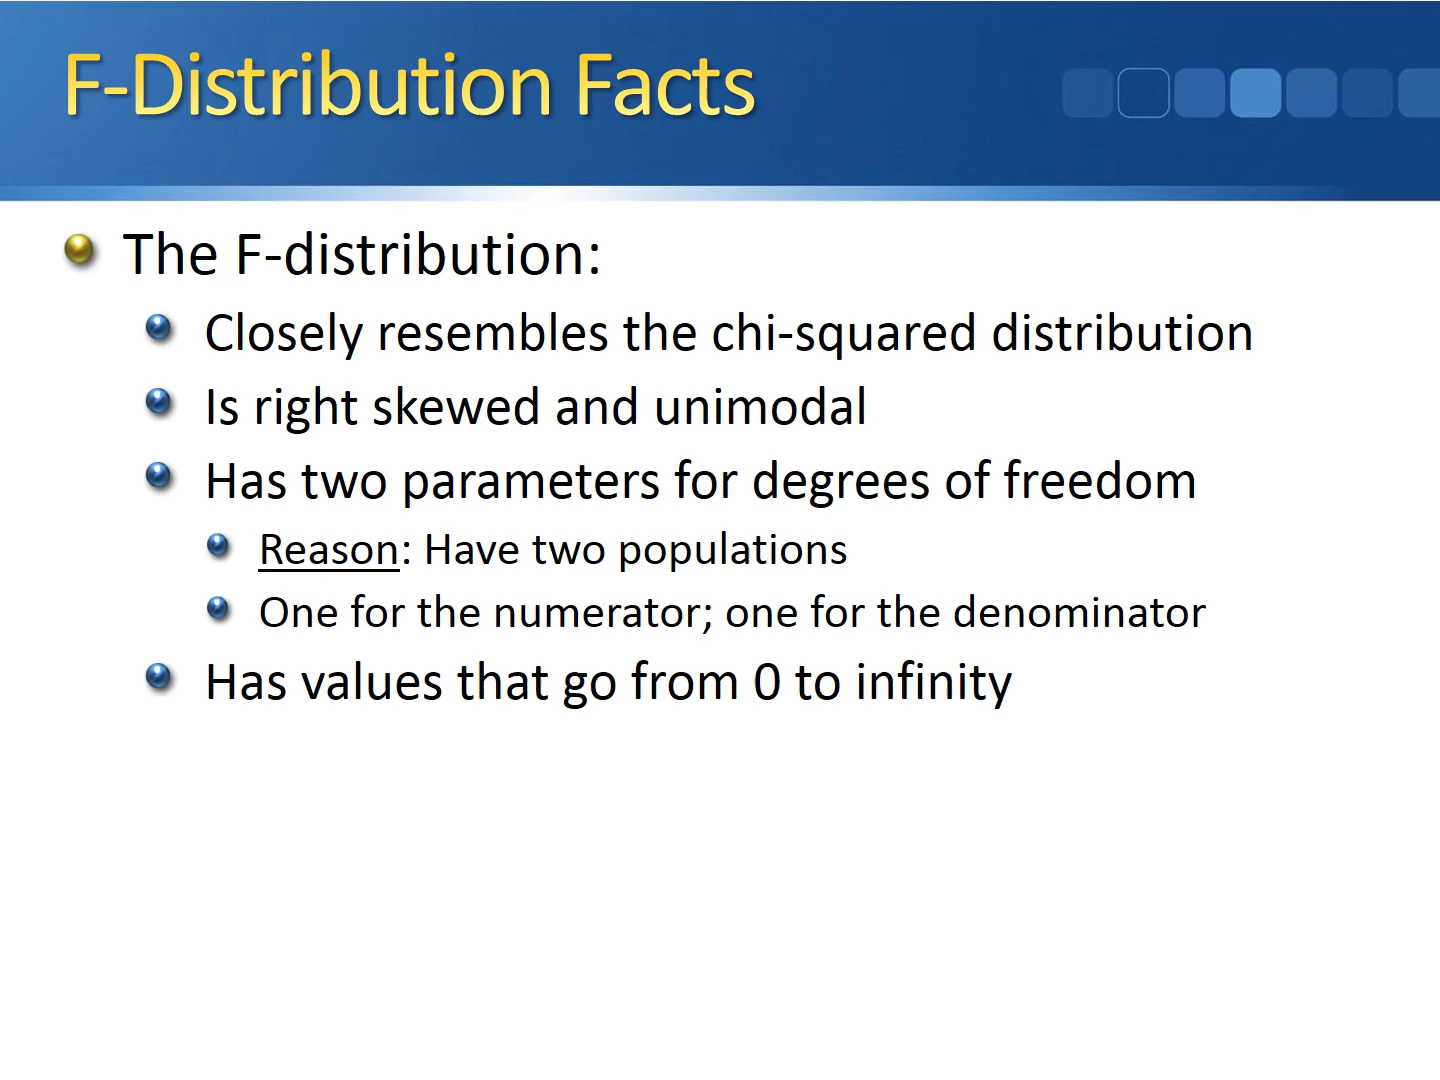 F-Distribution Facts
The F-distribution:
Closely resembles the chi-squared distribution
Is right skewed and unimodal
Has two parameters for degrees of freedom
Reason: Have two populations
One for the numerator; one for the denominator
Has values that go from 0 to infinity